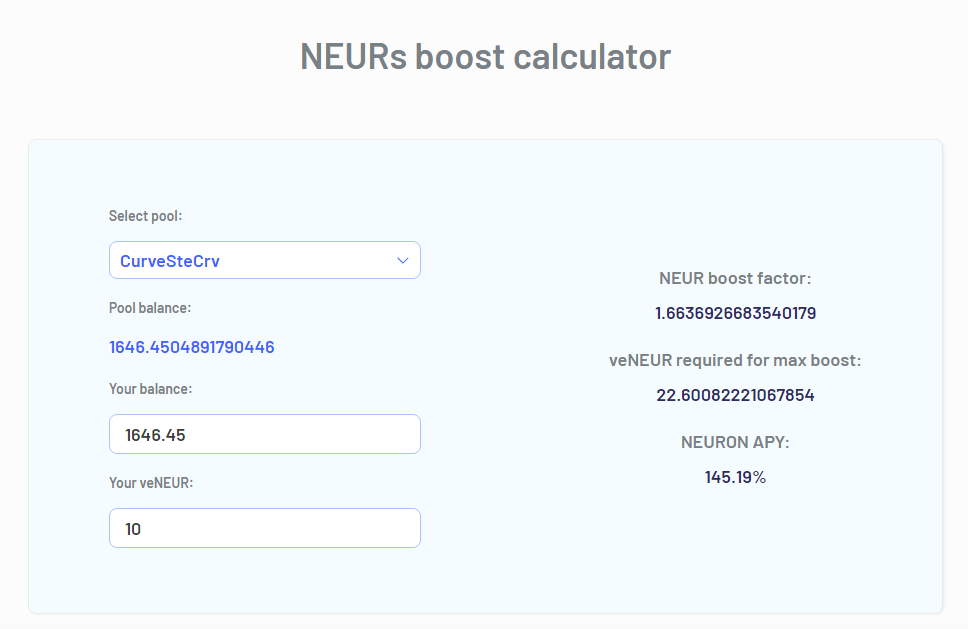 NEURs boost calculator
Select pool:
CurveSteCrv
Pool balance:
1646.4504891790446
Your balance:
1646.45
Your veNEUR:
10
NEUR boost factor:
1.6636926683540179
veNEUR required for max boost:
22.60082221067854
NEURON APY:
145.19%